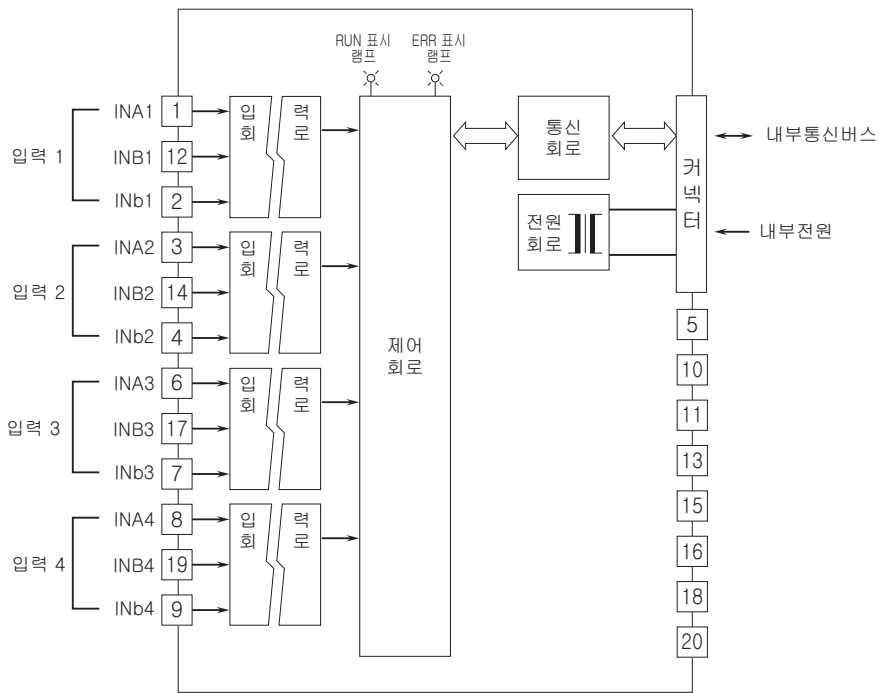 RUN 표시
램프
ERR 표시
램프
입력 1
INA1
1
INB1
12
INb1
2
입 력
회 로
입력 2
INA2
3
INB2
14
INb2
4
입 력
회 로
입력 3
INA3
6
INB3
17
INb3
7
입 력
회 로
입력 4
INA4
8
INB4
19
INb4
9
입 력
회 로
제어
회로
통신
회로
전원
회로
커
넥
터
내부통신버스
내부전원
5
10
11
13
15
16
18
20